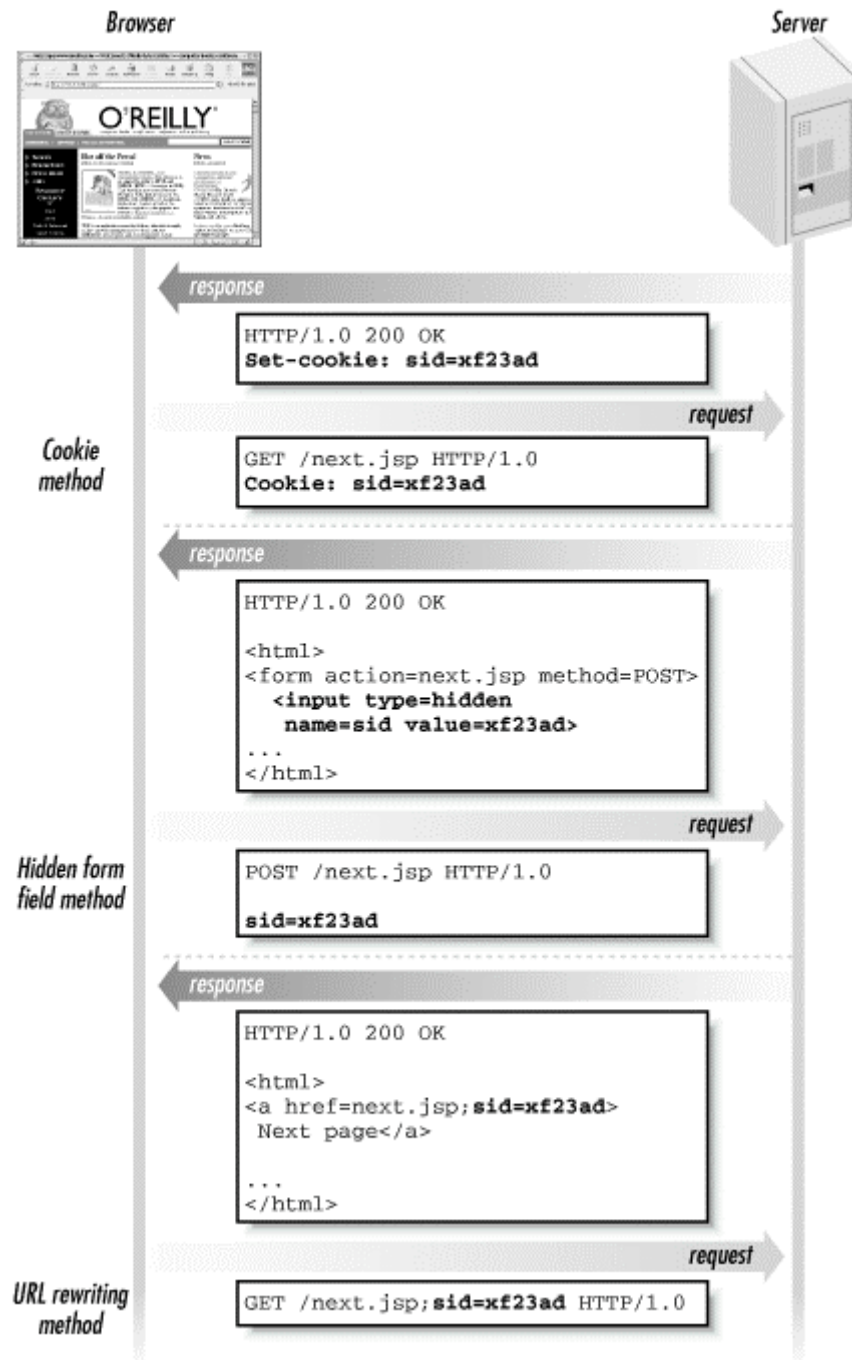 Browser
Server
O'REILLY
response
HTTP/1.0 200 OK
Set-cookie: sid=xf23ad
request
Cookie
method
GET /next.jsp HTTP/1.0
Cookie: sid=xf23ad
response
HTTP/1.0 200 OK
<html>
<form action=next.jsp method=POST>
<input type=hidden
name=sid value=xf23ad>
...
</html>
request
Hidden form
field method
POST /next.jsp HTTP/1.0
sid=xf23ad
response
HTTP/1.0 200 OK
<html>
<a href=next.jsp;sid=xf23ad>
Next page</a>
...
</html>
request
URL rewriting
method
GET /next.jsp;sid=xf23ad HTTP/1.0